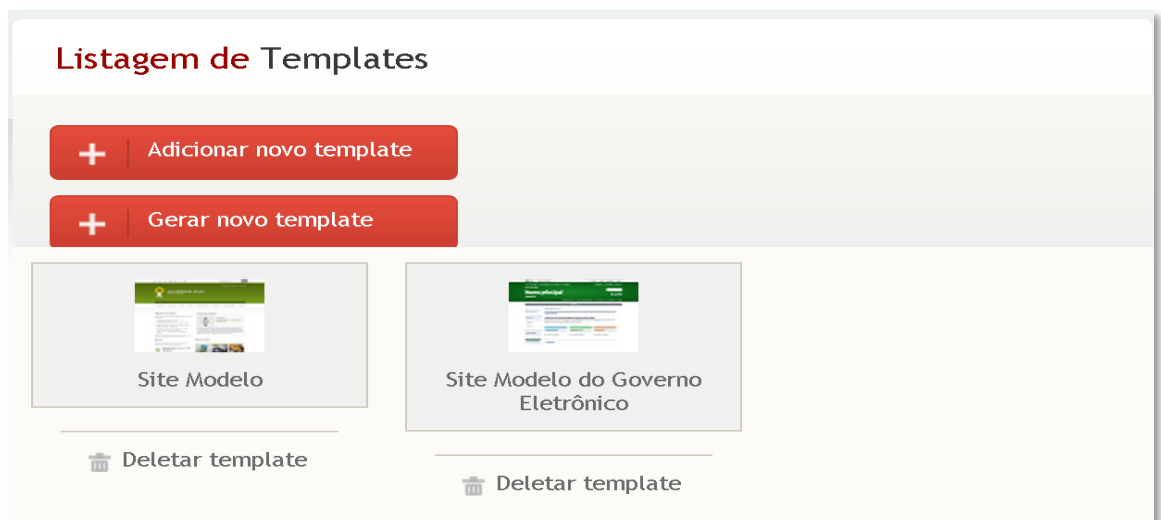 Listagem de Templates
Adicionar novo template
Gerar novo template
Site Modelo
Site Modelo do Governo
Eletrônico
Deletar template
Deletar template